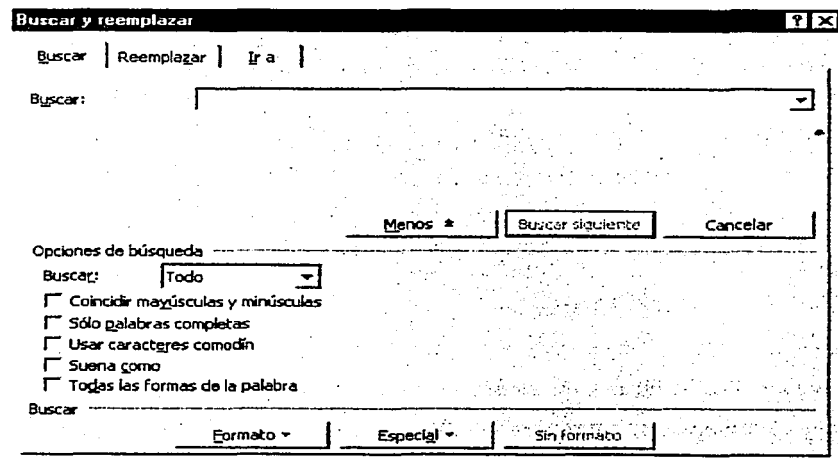 Buscar y reemplazar
Buscar Reemplazar Ir a
Buscar:
Menos Buscar siguiente Cancelar
Opciones de búsqueda
Buscar: Todo
Coincidir mayúsculas y minúsculas
Sólo palabras completas
Usar caracteres comodín
Suena como
Todas las formas de la palabra
Buscar
Formato Especial Sin formato